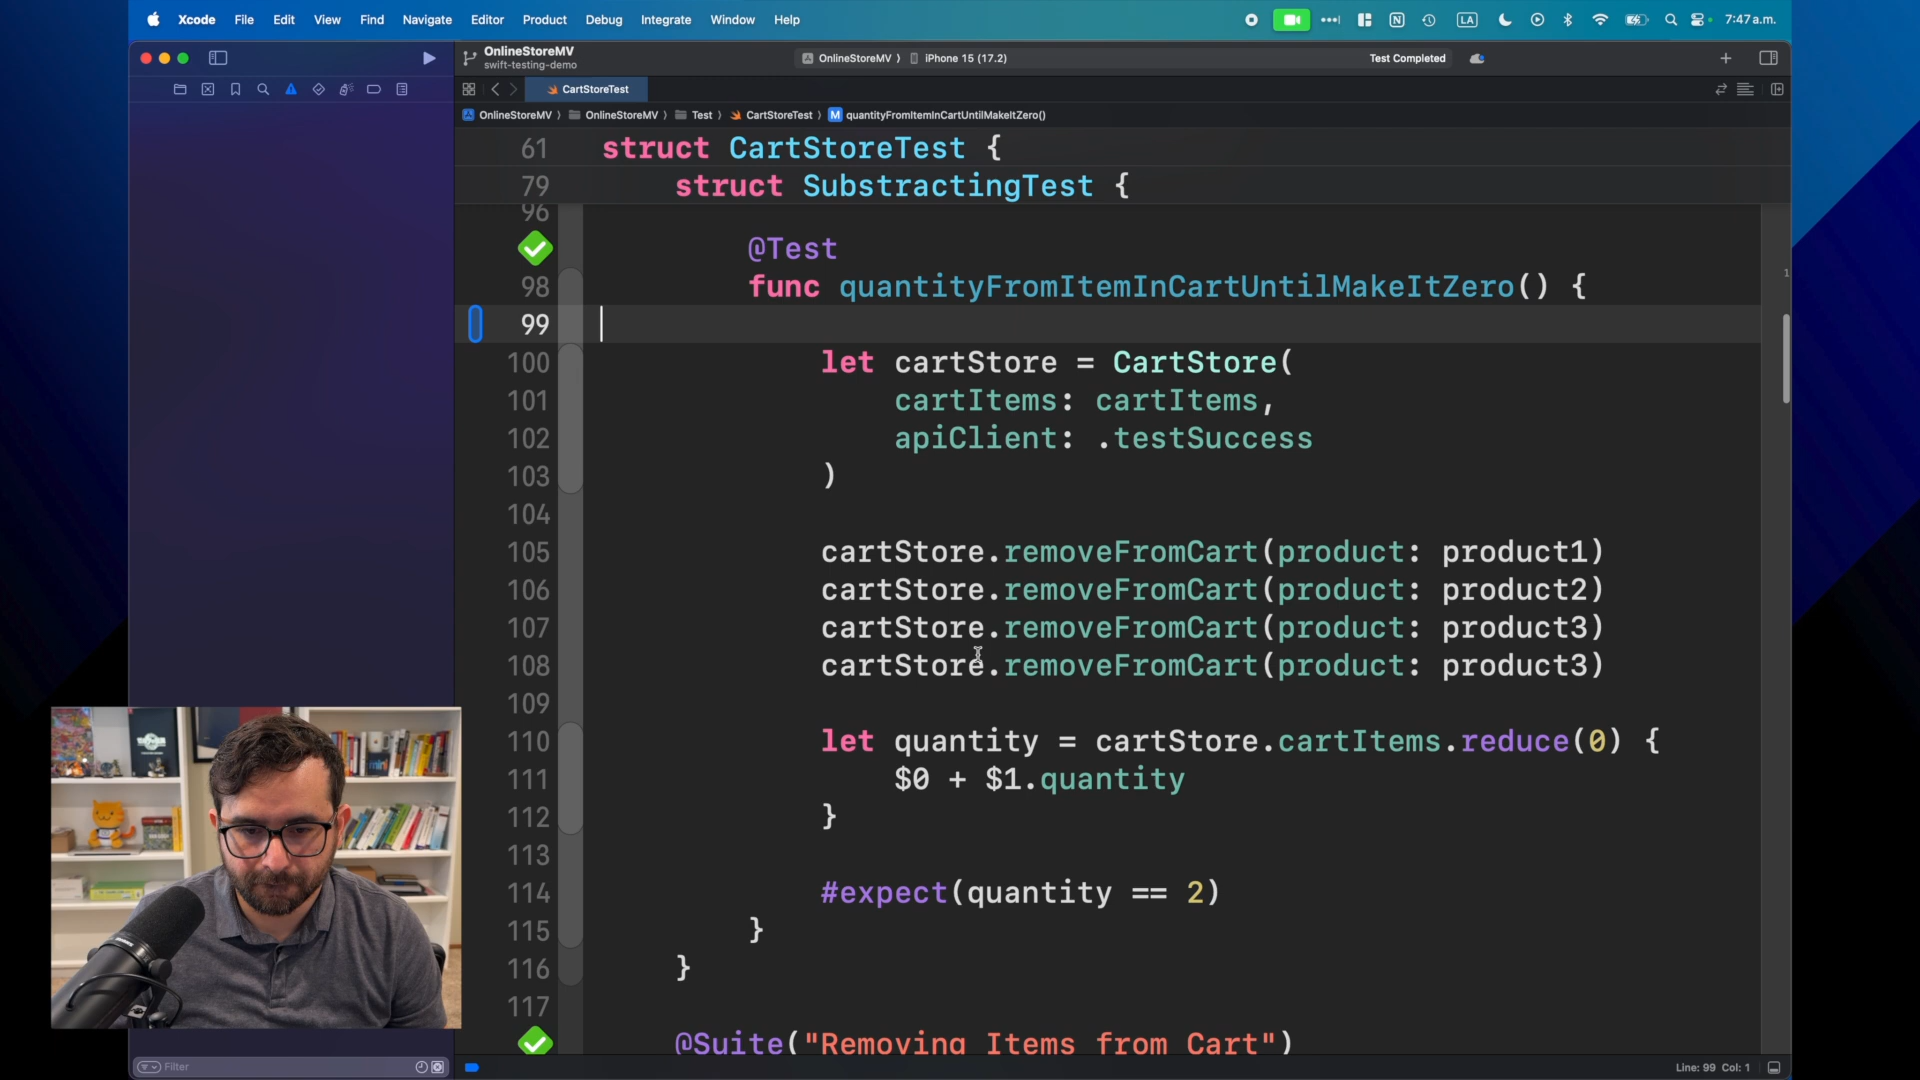 Xcode File Edit View Find Navigate Editor Product Debug Integrate Window Help
N LA 7:47 a.m.
OnlineStoreMV
swift-testing-demo
OnlineStoreMV iPhone 15 (17.2)
Test Completed
CartStoreTest
OnlineStoreMV OnlineStoreMV Test CartStoreTest M quantityFromItemInCartUntilMakeItZero()
61 struct CartStoreTest {
79 struct SubstractingTest {
96
@Test
98 func quantityFromItemInCartUntilMakeItZero() {
99
100 let cartStore = CartStore(
101 cartItems: cartItems,
102 apiClient: .testSuccess
103 )
104
105 cartStore.removeFromCart(product: product1)
106 cartStore.removeFromCart(product: product2)
107 cartStore.removeFromCart(product: product3)
108 cartStore.removeFromCart(product: product3)
109
110 let quantity = cartStore.cartItems.reduce(0) {
111 $0 + $1.quantity
112 }
113
114 #expect(quantity == 2)
115 }
116 }
117
@Suite("Removing Items from Cart")
Filter
Line: 99 Col: 1